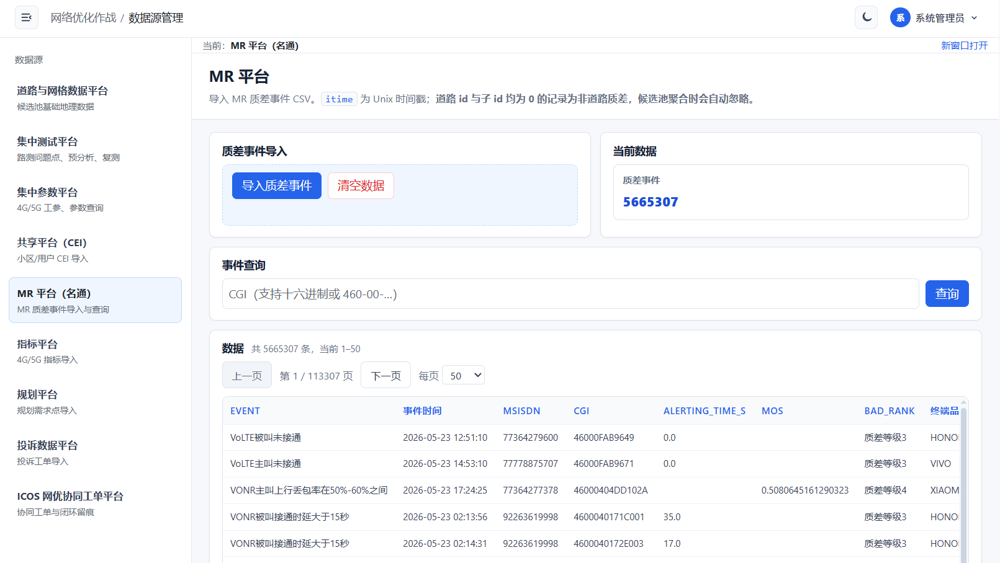 网络优化作战 / 数据源管理
系 系统管理员
数据源
道路与网格数据平台
候选池基础地理数据
集中测试平台
路测问题点、预分析、复测
集中参数平台
4G/5G 工参、参数查询
共享平台（CEI）
小区/用户 CEI 导入
MR 平台（名通）
MR 质差事件导入与查询
指标平台
4G/5G 指标导入
规划平台
规划需求点导入
投诉数据平台
投诉工单导入
ICOS 网优协同工单平台
协同工单与闭环留痕
当前：MR 平台（名通）
新窗口打开
MR 平台
导入 MR 质差事件 CSV。 itime 为 Unix 时间戳；道路 id 与子 id 均为 0 的记录为非道路质差，候选池聚合时会自动忽略。
质差事件导入
导入质差事件 清空数据
当前数据
质差事件
5665307
事件查询
CGI（支持十六进制或 460-00-...） 查询
数据 共 5665307 条，当前 1–50
上一页 第 1 / 113307 页 下一页 每页 50
EVENT 事件时间 MSISDN CGI ALERTING_TIME_S MOS BAD_RANK 终端品
VoLTE被叫未接通 2026-05-23 12:51:10 77364279600 46000FAB9649 0.0 质差等级3 HONO
VoLTE主叫未接通 2026-05-23 14:53:10 77778875707 46000FAB9671 0.0 质差等级3 VIVO
VONR主叫上行丢包率在50%-60%之间 2026-05-23 17:24:25 77364277378 46000404DD102A 0.5080645161290323 质差等级4 XIAOM
VONR被叫接通时延大于15秒 2026-05-23 02:13:56 92263619998 4600040171C001 35.0 质差等级3 HONO
VONR被叫接通时延大于15秒 2026-05-23 02:14:31 92263619998 4600040172E003 17.0 质差等级3 HONO